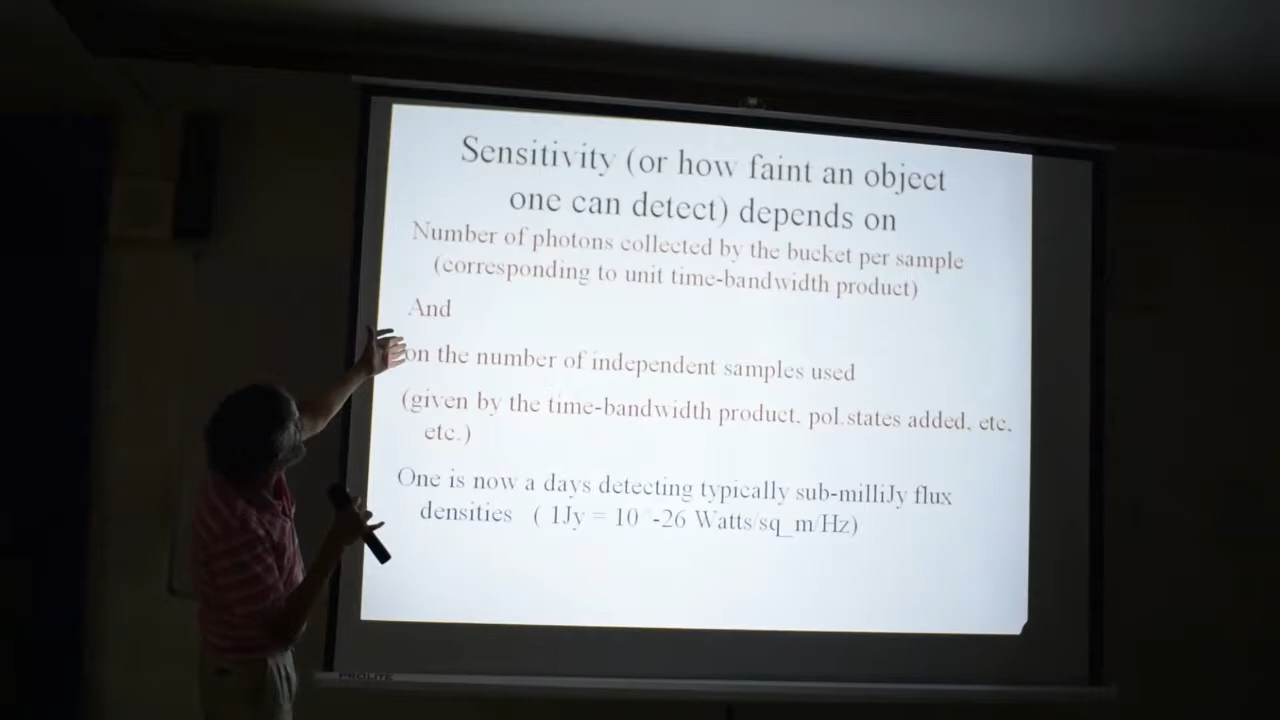 Sensitivity (or how faint an object
one can detect) depends on
Number of photons collected by the bucket per sample
(corresponding to unit time-bandwidth product)
And
on the number of independent samples used
(given by the time-bandwidth product, pol.states added, etc.
etc.)
One is now a days detecting typically sub-milliJy flux
densities ( 1Jy = 10^-26 Watts/sq_m/Hz)
PROLITE